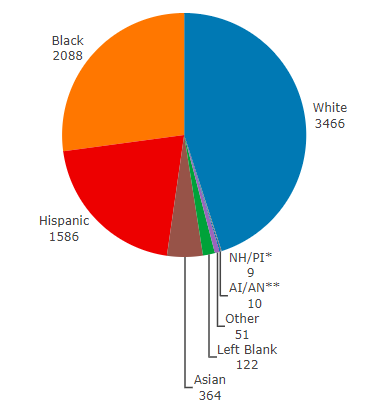 Black
2088
White
3466
Hispanic
1586
NH/PI*
9
AI/AN**
10
Other
51
Left Blank
122
Asian
364